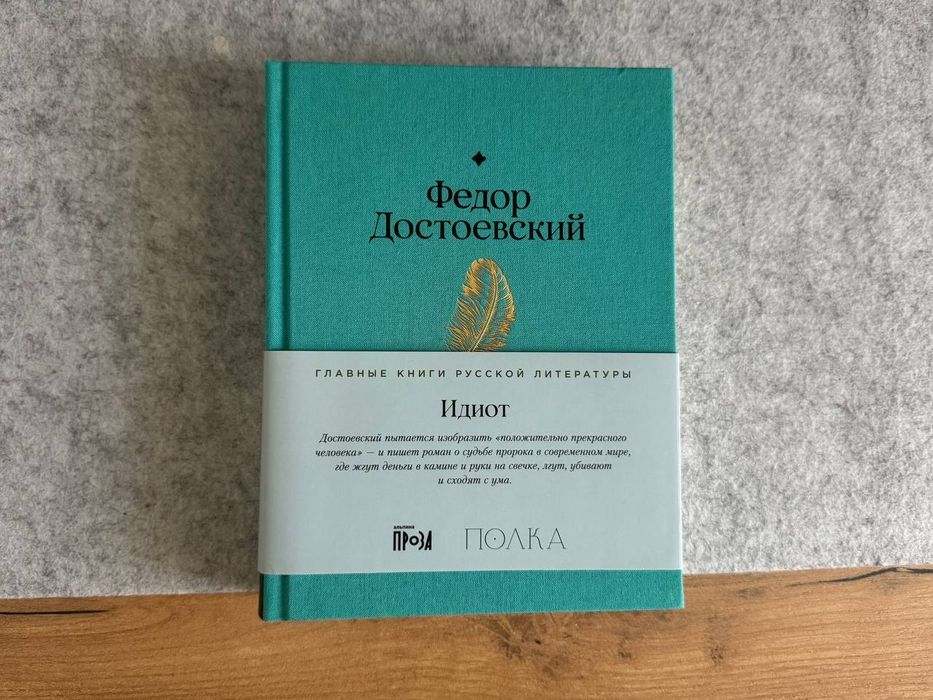 Федор
Достоевский
ГЛАВНЫЕ КНИГИ РУССКОЙ ЛИТЕРАТУРЫ
Идиот
Достоевский пытается изобразить «положительно прекрасного
человека» — и пишет роман о судьбе пророка в современном мире,
где жгут деньги в камине и руки на свечке, лгут, убивают
и сходят с ума.
альпина
ПРОЗА
ПОЛКА